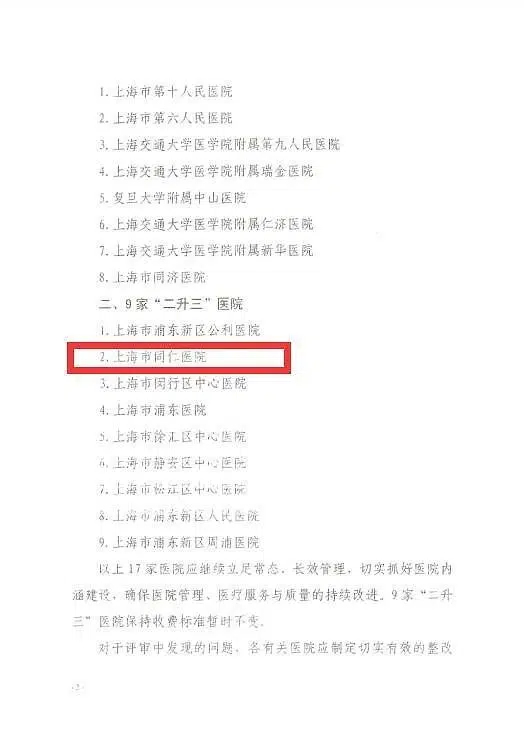 1. 上海市第十人民医院
2. 上海市第六人民医院
3. 上海交通大学医学院附属第九人民医院
4. 上海交通大学医学院附属瑞金医院
5. 复旦大学附属中山医院
6. 上海交通大学医学院附属仁济医院
7. 上海交通大学医学院附属新华医院
8. 上海市同济医院
二、9 家“二升三”医院
1. 上海市浦东新区公利医院
2. 上海市同仁医院
3. 上海市闵行区中心医院
4. 上海市浦东医院
5. 上海市徐汇区中心医院
6. 上海市静安区中心医院
7. 上海市松江区中心医院
8. 上海市浦东新区人民医院
9. 上海市浦东新区周浦医院
以上 17 家医院应继续立足常态、长效管理，切实抓好医院内
涵建设，确保医院管理、医疗服务与质量的持续改进。9 家“二升
三”医院保持收费标准暂时不变。
对于评审中发现的问题，各有关医院应制定切实有效的整改
·2·